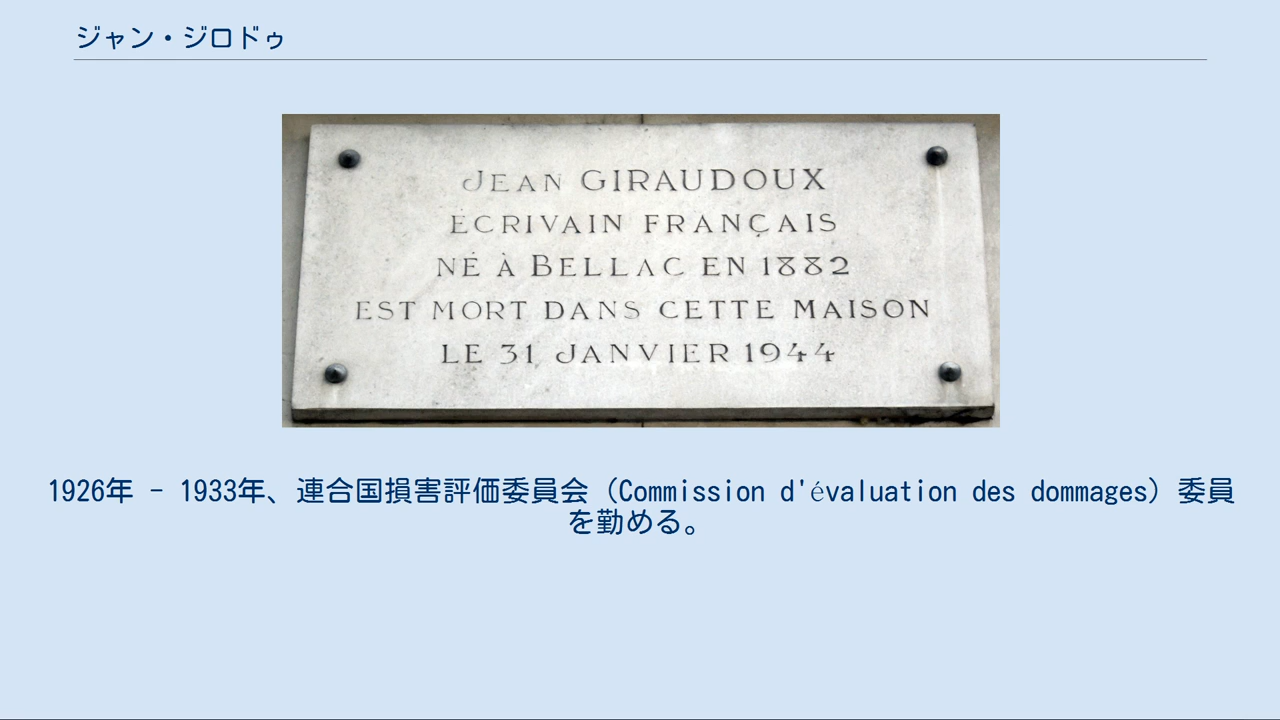 ジャン・ジロドゥ
JEAN GIRAUDOUX
ÉCRIVAIN FRANÇAIS
NÉ À BELLAC EN 1882
EST MORT DANS CETTE MAISON
LE 31 JANVIER 1944
1926年 - 1933年、連合国損害評価委員会（Commission d'évaluation des dommages）委員
を勤める。